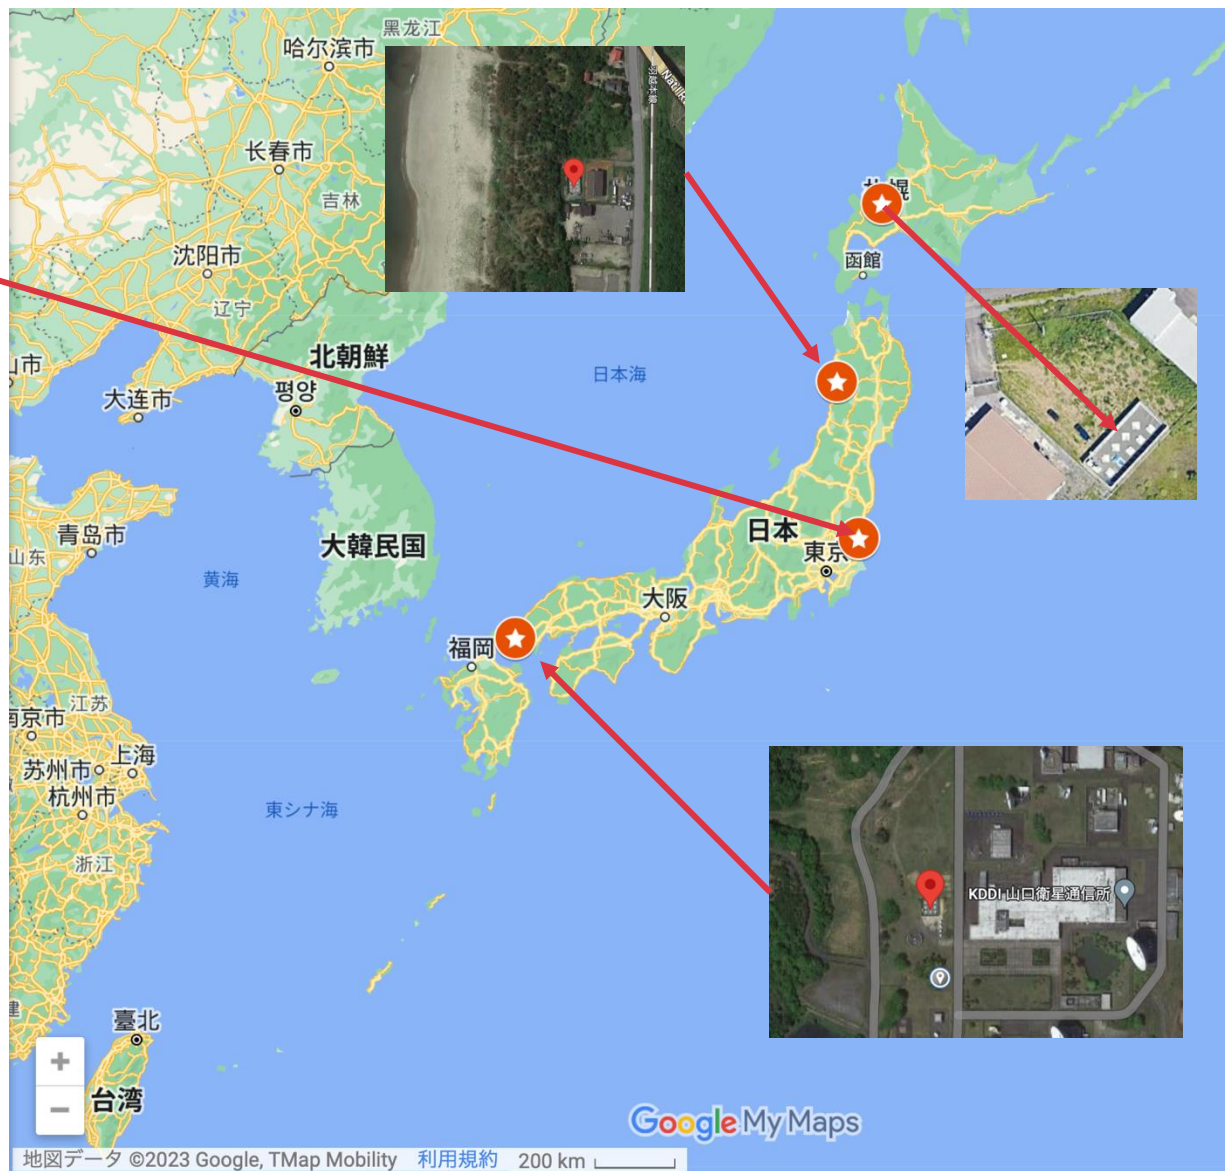 黑龙江
哈尔滨市
羽越本線
长春市
吉林
札幌
沈阳市
函館
辽宁
北朝鮮
日本海
大连市
평양
青岛市
日本
山东
大韓民国
東京
黄海
大阪
福岡
江苏
南京市
上海
苏州市
杭州市
東シナ海
浙江
KDDI 山口衛星通信所
臺北
台湾
+
−
Google My Maps
地図データ ©2023 Google, TMap Mobility 利用規約 200 km